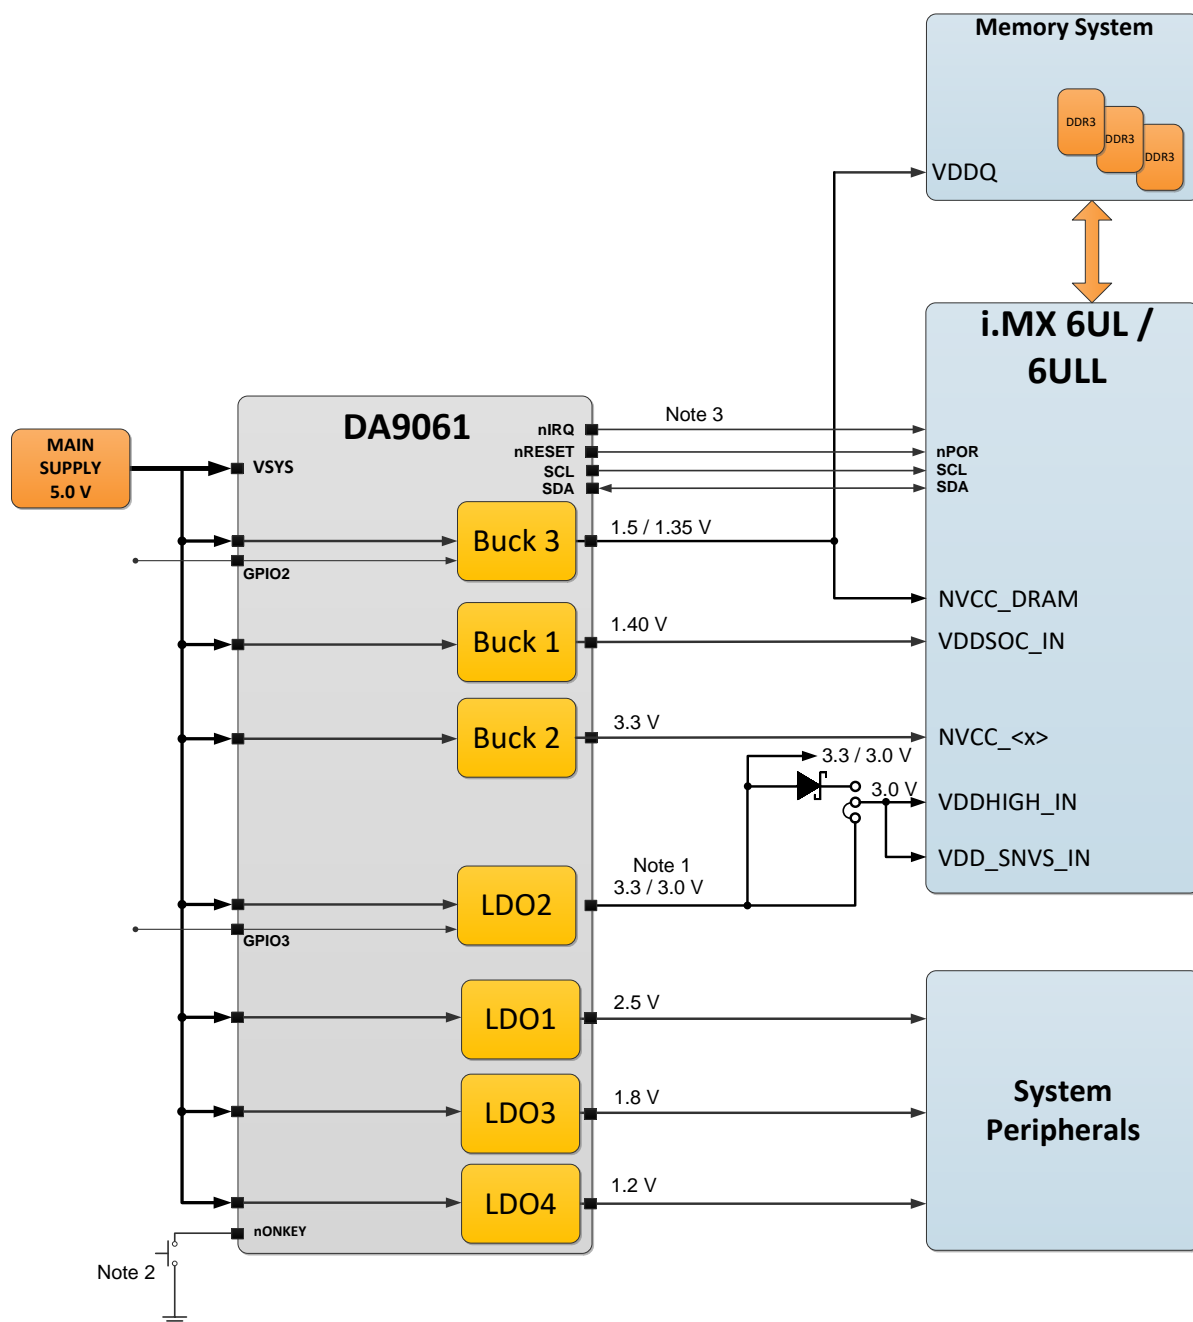 Memory System
DDR3
DDR3
DDR3
VDDQ
i.MX 6UL /
6ULL
DA9061
nIRQ
Note 3
nRESET
nPOR
SCL
SCL
SDA
SDA
MAIN
SUPPLY
5.0 V
VSYS
Buck 3
1.5 / 1.35 V
GPIO2
NVCC_DRAM
Buck 1
1.40 V
VDDSOC_IN
Buck 2
3.3 V
NVCC_<x>
3.3 / 3.0 V
3.0 V
VDDHIGH_IN
VDD_SNVS_IN
Note 1
3.3 / 3.0 V
LDO2
GPIO3
LDO1
2.5 V
LDO3
1.8 V
System
Peripherals
LDO4
1.2 V
nONKEY
Note 2